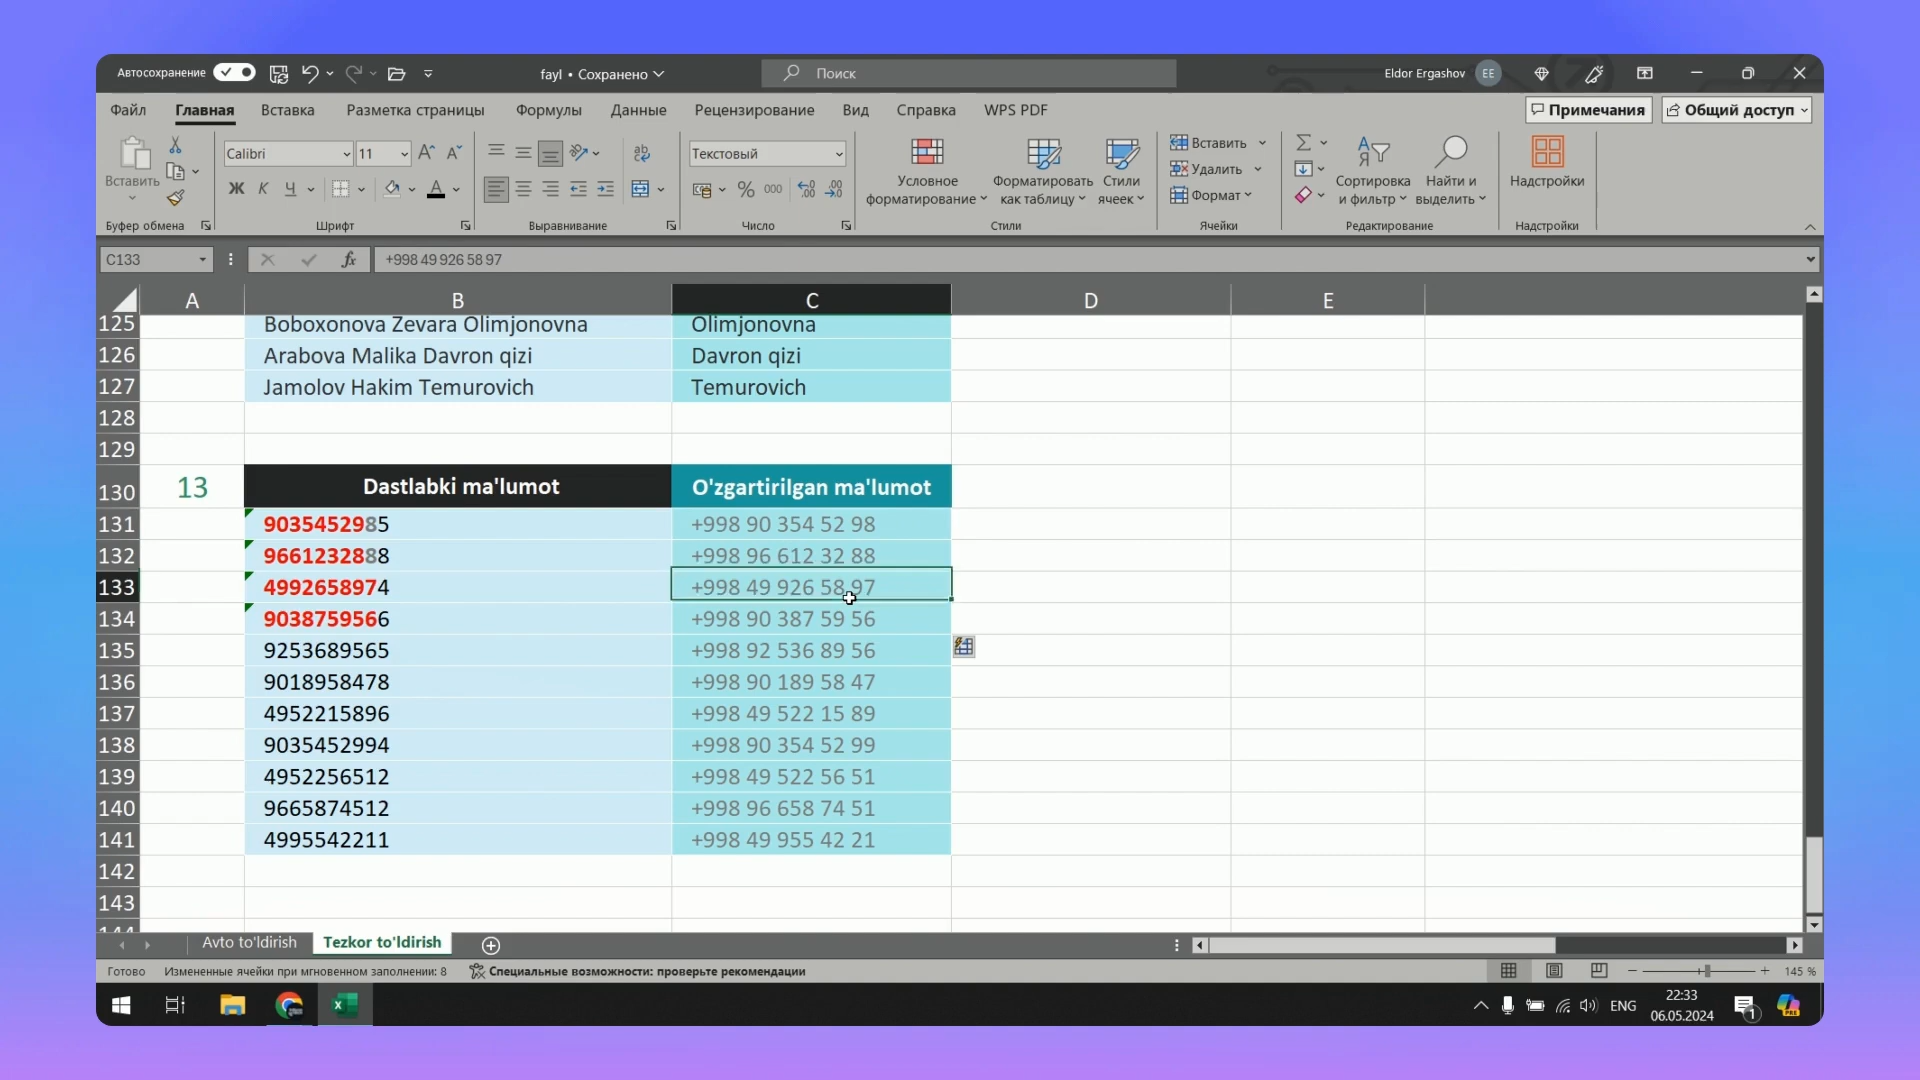 Автосохранение
fayl • Сохранено
Поиск
Eldor Ergashov
EE
Файл
Главная
Вставка
Разметка страницы
Формулы
Данные
Рецензирование
Вид
Справка
WPS PDF
Примечания
Общий доступ
Вставить
Calibri
11
Ж К Ч
Текстовый
% 000
Условное форматирование
Форматировать как таблицу
Стили ячеек
Вставить
Удалить
Формат
Сортировка и фильтр
Найти и выделить
Надстройки
Буфер обмена
Шрифт
Выравнивание
Число
Стили
Ячейки
Редактирование
Надстройки
C133
fx
+998 49 926 58 97
A B C D E
125 Boboxonova Zevara Olimjonovna Olimjonovna
126 Arabova Malika Davron qizi Davron qizi
127 Jamolov Hakim Temurovich Temurovich
128
129
130 13 Dastlabki ma'lumot O'zgartirilgan ma'lumot
131 9035452985 +998 90 354 52 98
132 9661232888 +998 96 612 32 88
133 4992658974 +998 49 926 58 97
134 9038759566 +998 90 387 59 56
135 9253689565 +998 92 536 89 56
136 9018958478 +998 90 189 58 47
137 4952215896 +998 49 522 15 89
138 9035452994 +998 90 354 52 99
139 4952256512 +998 49 522 56 51
140 9665874512 +998 96 658 74 51
141 4995542211 +998 49 955 42 21
142
143
Avto to'ldirish
Tezkor to'ldirish
Готово
Измененные ячейки при мгновенном заполнении: 8
Специальные возможности: проверьте рекомендации
145 %
ENG
22:33
06.05.2024
1
PRE